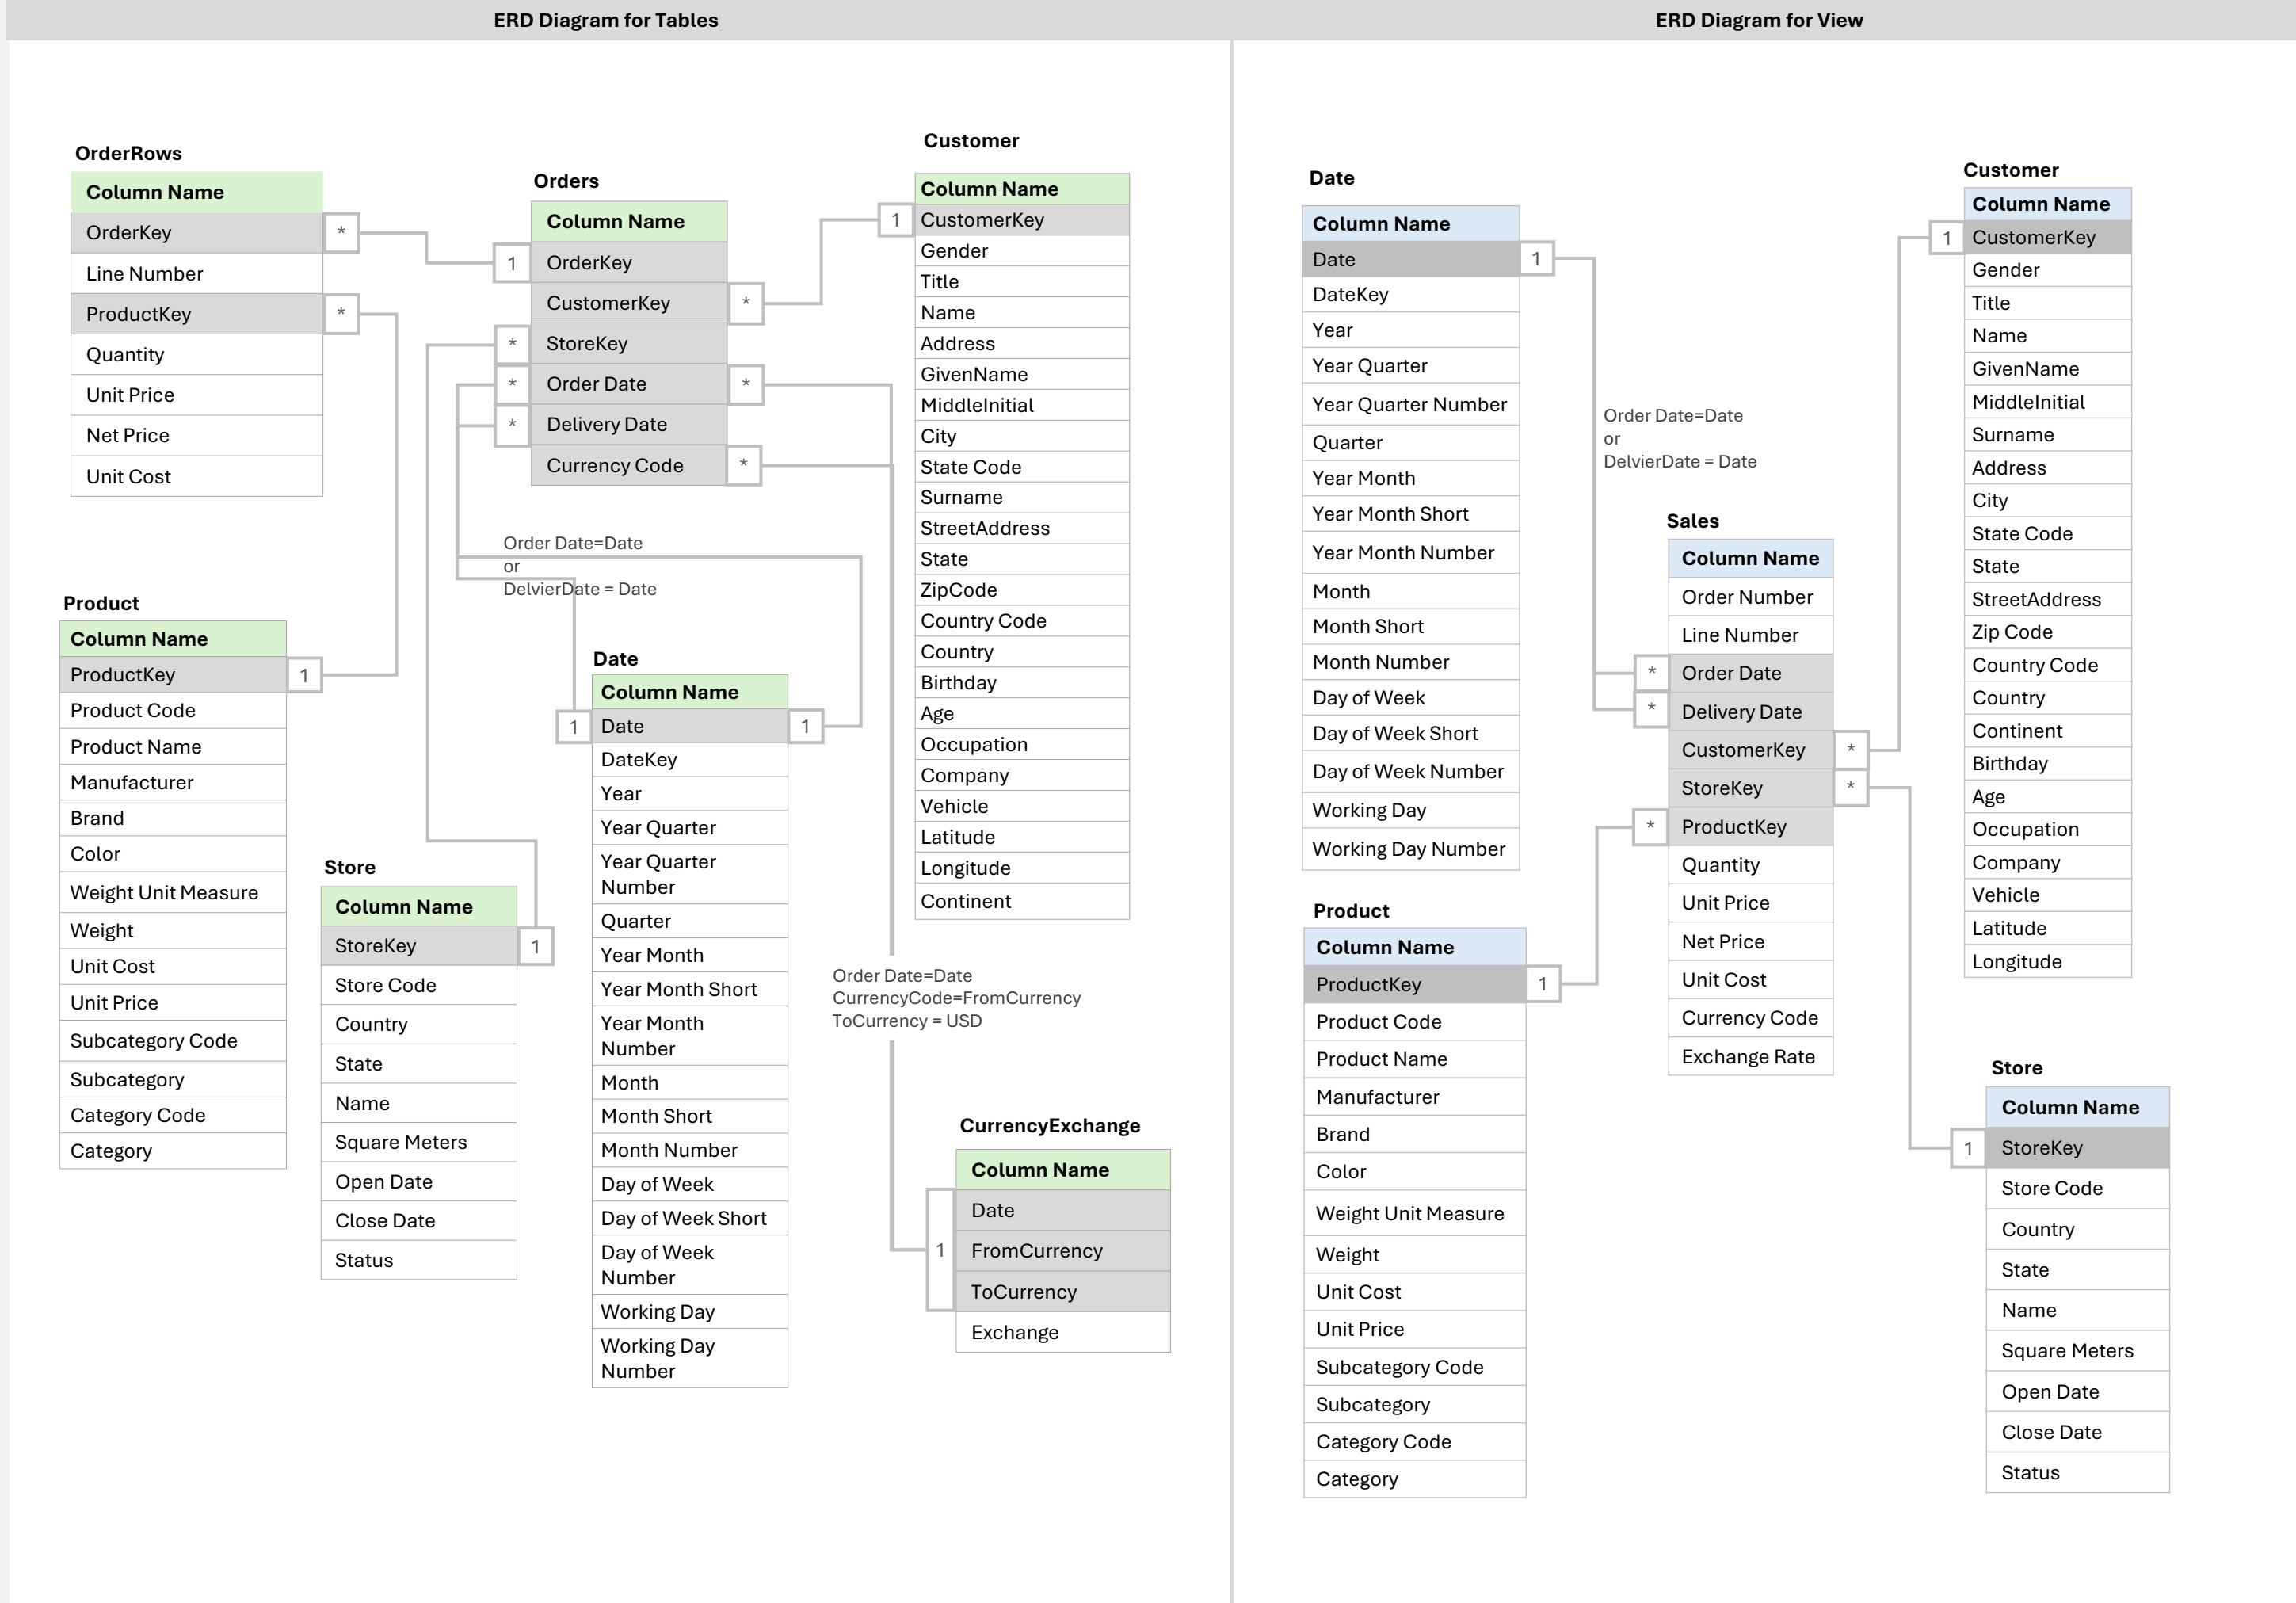 ERD Diagram for Tables
OrderRows
Column Name
OrderKey
*
Line Number
ProductKey
*
Quantity
Unit Price
Net Price
Unit Cost
Orders
Column Name
1
OrderKey
CustomerKey
*
*
StoreKey
*
Order Date
*
*
Delivery Date
Currency Code
*
Customer
Column Name
1
CustomerKey
Gender
Title
Name
Address
GivenName
MiddleInitial
City
State Code
Surname
StreetAddress
State
ZipCode
Country Code
Country
Birthday
Age
Occupation
Company
Vehicle
Latitude
Longitude
Continent
Order Date=Date
or
DelvierDate = Date
Product
Column Name
ProductKey
1
Product Code
Product Name
Manufacturer
Brand
Color
Weight Unit Measure
Weight
Unit Cost
Unit Price
Subcategory Code
Subcategory
Category Code
Category
Store
Column Name
StoreKey
1
Store Code
Country
State
Name
Square Meters
Open Date
Close Date
Status
Date
Column Name
1
Date
1
DateKey
Year
Year Quarter
Year Quarter
Number
Quarter
Year Month
Year Month Short
Year Month
Number
Month
Month Short
Month Number
Day of Week
Day of Week Short
Day of Week
Number
Working Day
Working Day
Number
Order Date=Date
CurrencyCode=FromCurrency
ToCurrency = USD
CurrencyExchange
Column Name
Date
1
FromCurrency
ToCurrency
Exchange
ERD Diagram for View
Date
Column Name
Date
1
DateKey
Year
Year Quarter
Year Quarter Number
Quarter
Year Month
Year Month Short
Year Month Number
Month
Month Short
Month Number
Day of Week
Day of Week Short
Day of Week Number
Working Day
Working Day Number
Order Date=Date
or
DelvierDate = Date
Product
Column Name
ProductKey
1
Product Code
Product Name
Manufacturer
Brand
Color
Weight Unit Measure
Weight
Unit Cost
Unit Price
Subcategory Code
Subcategory
Category Code
Category
Sales
Column Name
Order Number
Line Number
*
Order Date
*
Delivery Date
CustomerKey
*
StoreKey
*
*
ProductKey
Quantity
Unit Price
Net Price
Unit Cost
Currency Code
Exchange Rate
Customer
Column Name
1
CustomerKey
Gender
Title
Name
GivenName
MiddleInitial
Surname
Address
City
State Code
State
StreetAddress
Zip Code
Country Code
Country
Continent
Birthday
Age
Occupation
Company
Vehicle
Latitude
Longitude
Store
Column Name
1
StoreKey
Store Code
Country
State
Name
Square Meters
Open Date
Close Date
Status